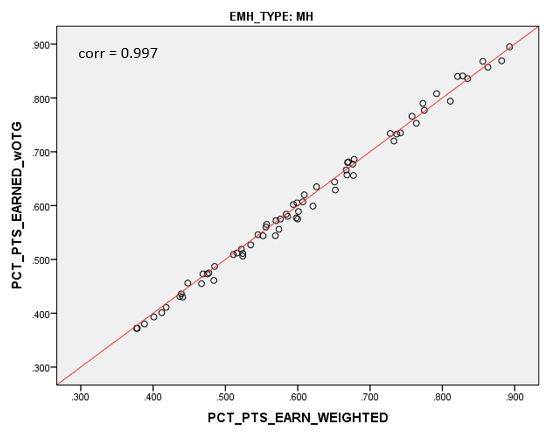 EMH_TYPE: MH
corr = 0.997
PCT_PTS_EARNED_wOTG
.900
.800
.700
.600
.500
.400
.300
.300 .400 .500 .600 .700 .800 .900
PCT_PTS_EARN_WEIGHTED